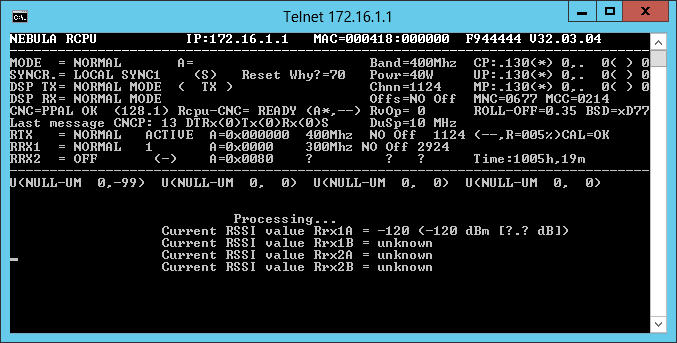 Telnet 172.16.1.1
NEBULA RCPU IP:172.16.1.1 MAC=000418:000000 F944444 V32.03.04
MODE = NORMAL A= Band=400Mhz CP:.130(*) 0,. 0( ) 0
SYNCR.= LOCAL SYNC1 (S) Reset Why?=70 Powr=40W UP:.130(*) 0,. 0( ) 0
DSP TX= NORMAL MODE ( TX ) Chnn=1124 MP:.130(*) 0,. 0( ) 0
DSP RX= NORMAL MODE Offs=NO Off MNC=0677 MCC=0214
CNC=PPAL OK (128.1) Rcpu-CNC= READY (A*,--) RvOp= 0 ROLL-OFF=0.35 BSD=xD77
Last message CNCP: 13 DTRx(0)Tx(0)Rx(0)S DuSp=10 MHz
RTX = NORMAL ACTIVE A=0x000000 400Mhz NO Off 1124 (--,R=005%)CAL=OK
RRX1 = NORMAL 1 A=0x0000 300Mhz NO Off 2924
RRX2 = OFF (-) A=0x0080 ? ? ? Time:1005h,19m
U(NULL-UM 0,-99) U(NULL-UM 0, 0) U(NULL-UM 0, 0) U(NULL-UM 0, 0)
Processing...
Current RSSI value Rrx1A = -120 (-120 dBm [?.? dB])
Current RSSI value Rrx1B = unknown
Current RSSI value Rrx2A = unknown
Current RSSI value Rrx2B = unknown